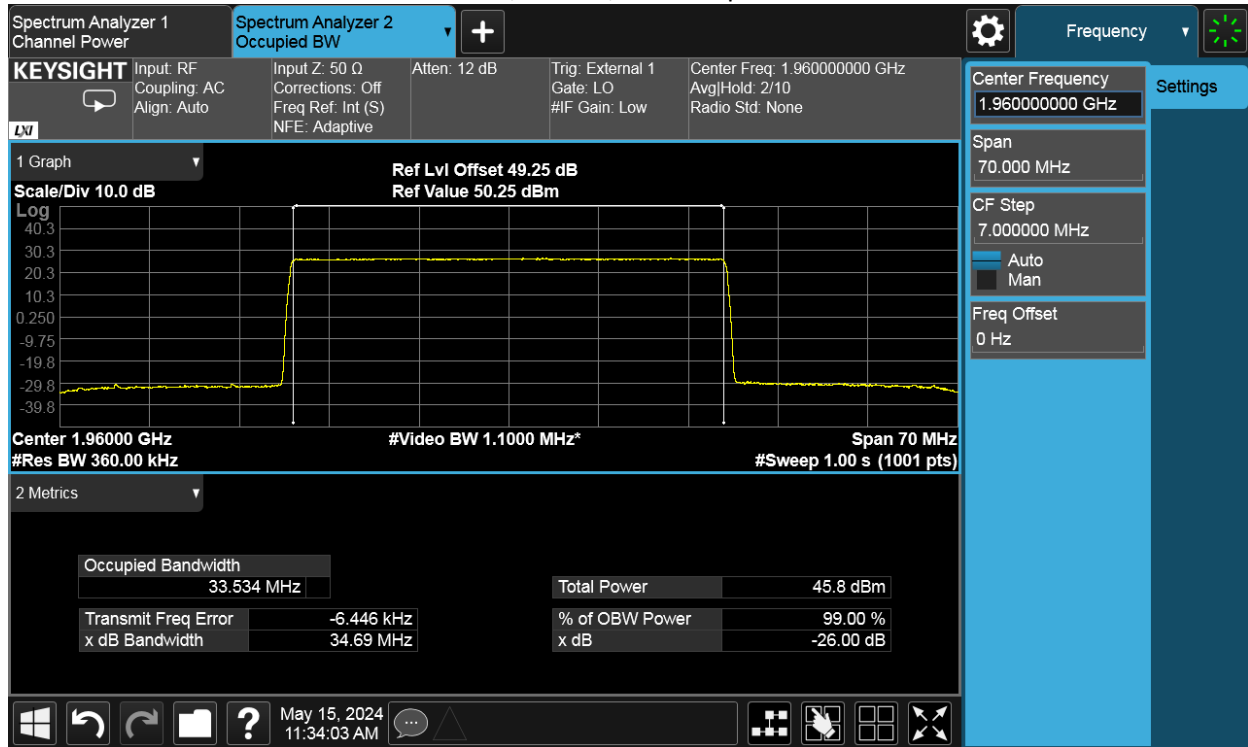 Spectrum Analyzer 1
Channel Power
Spectrum Analyzer 2
Occupied BW
Frequency
KEYSIGHT
LXI
Input: RF
Coupling: AC
Align: Auto
Input Z: 50 Ω
Corrections: Off
Freq Ref: Int (S)
NFE: Adaptive
Atten: 12 dB
Trig: External 1
Gate: LO
#IF Gain: Low
Center Freq: 1.960000000 GHz
Avg|Hold: 2/10
Radio Std: None
Center Frequency
1.960000000 GHz
Settings
Span
70.000 MHz
CF Step
7.000000 MHz
Auto
Man
Freq Offset
0 Hz
1 Graph
Ref Lvl Offset 49.25 dB
Scale/Div 10.0 dB
Ref Value 50.25 dBm
Log
40.3
30.3
20.3
10.3
0.250
-9.75
-19.8
-29.8
-39.8
Center 1.96000 GHz
#Video BW 1.1000 MHz*
Span 70 MHz
#Res BW 360.00 kHz
#Sweep 1.00 s (1001 pts)
2 Metrics
Occupied Bandwidth
33.534 MHz
Total Power 45.8 dBm
Transmit Freq Error -6.446 kHz
% of OBW Power 99.00 %
x dB Bandwidth 34.69 MHz
x dB -26.00 dB
May 15, 2024
11:34:03 AM